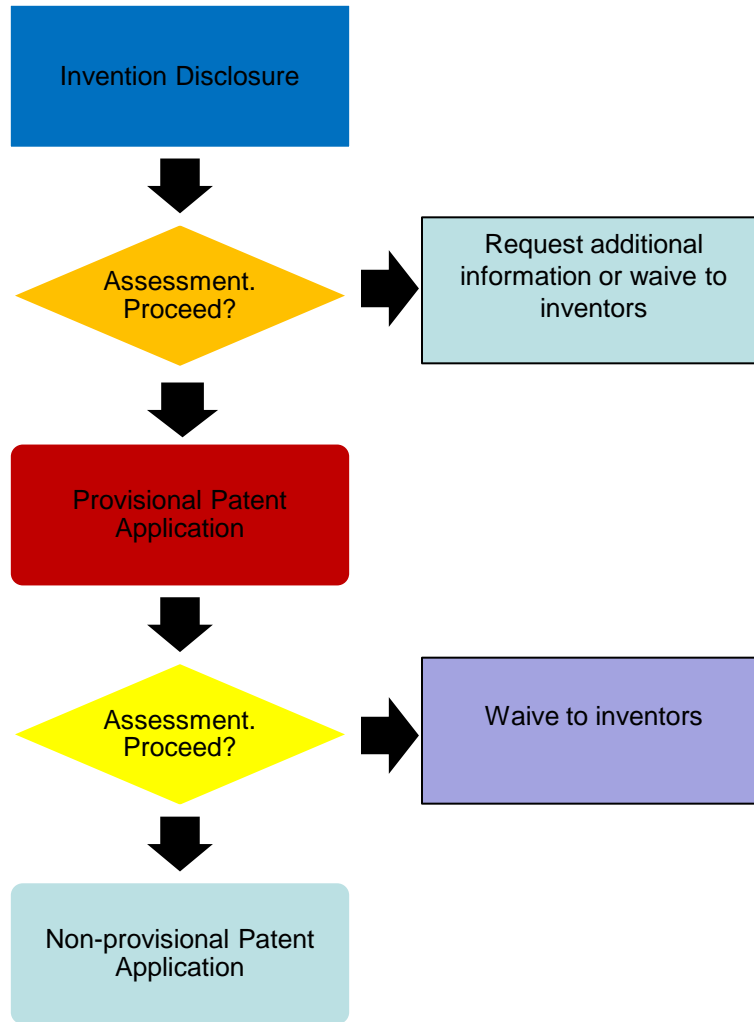 Invention Disclosure
Assessment.
Proceed?
Request additional
information or waive to
inventors
Provisional Patent
Application
Assessment.
Proceed?
Waive to inventors
Non-provisional Patent
Application